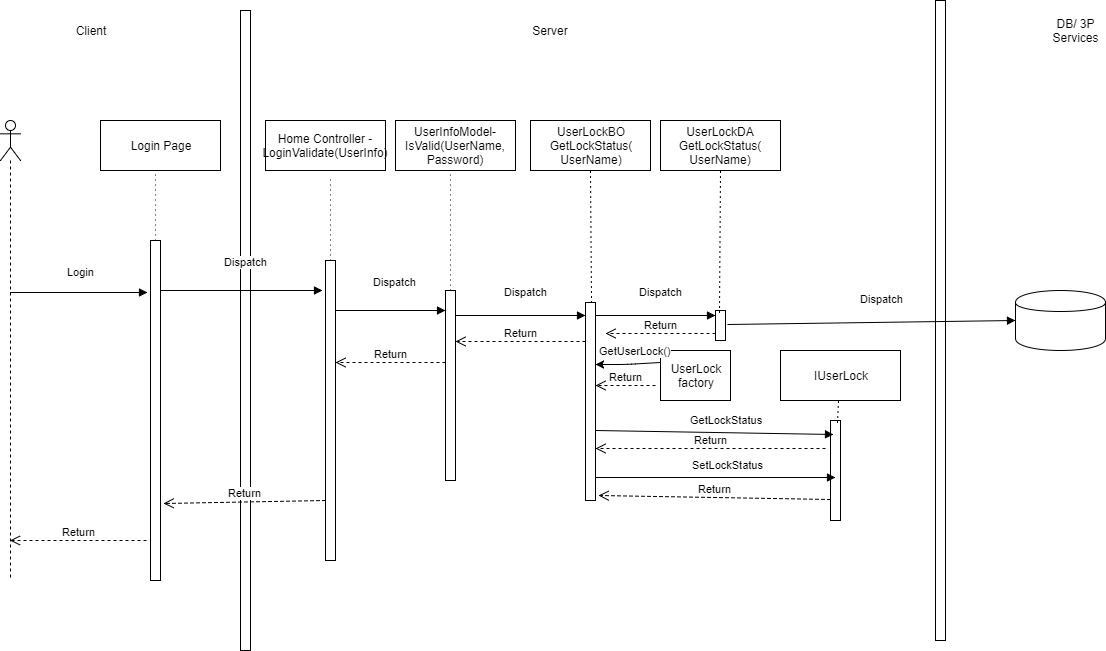 Client
Server
DB/ 3P
Services
Login Page
Home Controller -
LoginValidate(UserInfo)
UserInfoModel-
IsValid(UserName,
Password)
UserLockBO
GetLockStatus(
UserName)
UserLockDA
GetLockStatus(
UserName)
Login
Dispatch
Dispatch
Dispatch
Dispatch
Dispatch
Return
Return
Return
GetUserLock()
Return
UserLock
factory
IUserLock
GetLockStatus
Return
SetLockStatus
Return
Return
Return